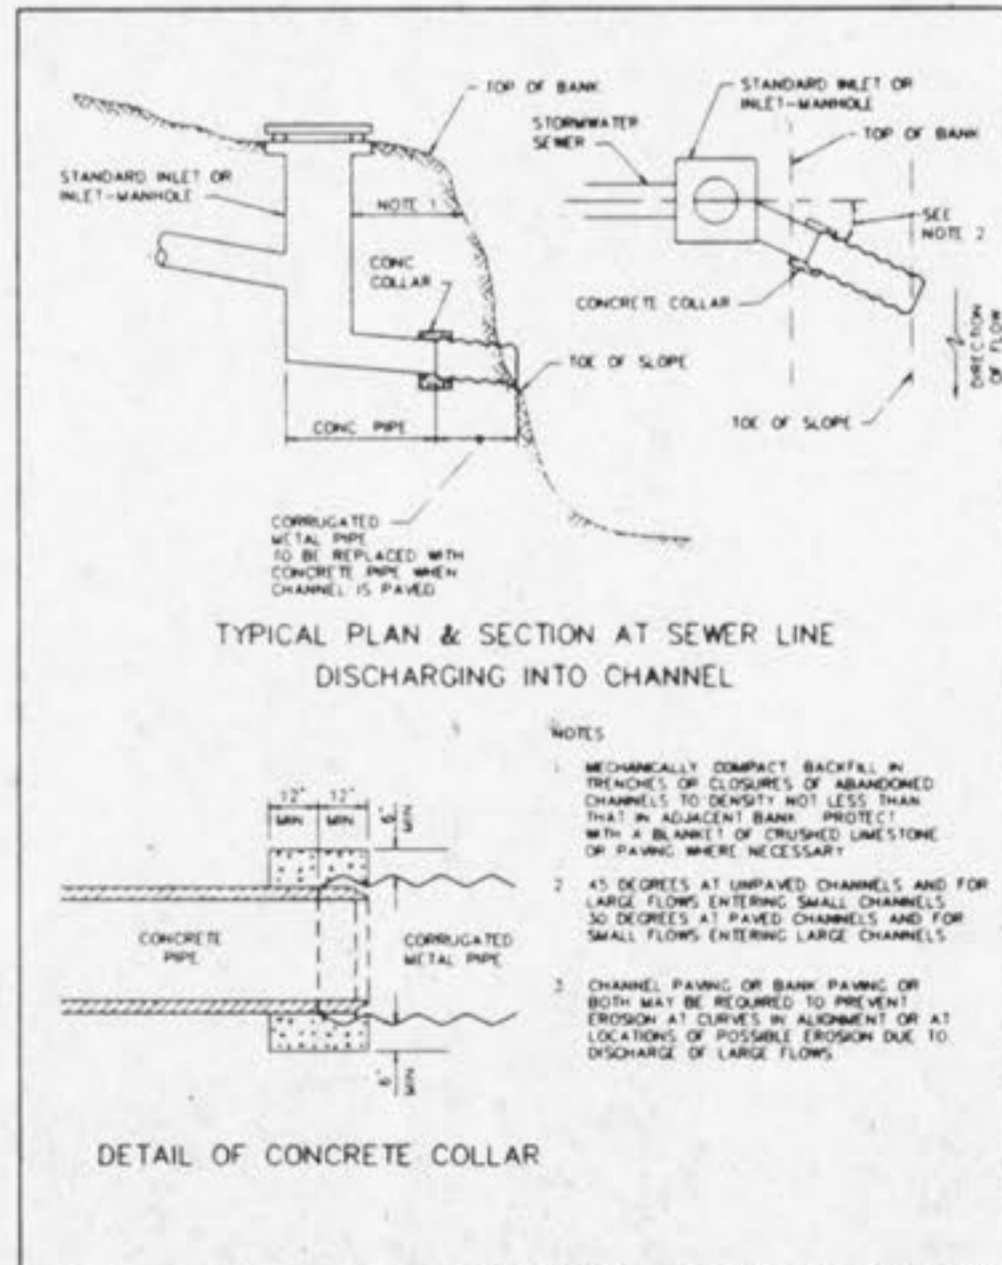 TOP OF BANK
STANDARD INLET OR
INLET-MANHOLE
STORMWATER
SEWER
TOP OF BANK
STANDARD INLET OR
INLET-MANHOLE
NOTE 1
SEE
NOTE 2
CONC
COLLAR
CONCRETE COLLAR
DIRECTION
OF FLOW
TOE OF SLOPE
TOE OF SLOPE
CONC PIPE
CORRUGATED
METAL PIPE
TO BE REPLACED WITH
CONCRETE PIPE WHEN
CHANNEL IS PAVED
TYPICAL PLAN & SECTION AT SEWER LINE
DISCHARGING INTO CHANNEL
12" 12"
MIN MIN
6"
MIN
CONCRETE
PIPE
CORRUGATED
METAL PIPE
6"
MIN
DETAIL OF CONCRETE COLLAR
NOTES
1 MECHANICALLY COMPACT BACKFILL IN
TRENCHES OR CLOSURES OF ABANDONED
CHANNELS TO DENSITY NOT LESS THAN
THAT IN ADJACENT BANK PROTECT
WITH A BLANKET OF CRUSHED LIMESTONE
OR PAVING WHERE NECESSARY
2 45 DEGREES AT UNPAVED CHANNELS AND FOR
LARGE FLOWS ENTERING SMALL CHANNELS
30 DEGREES AT PAVED CHANNELS AND FOR
SMALL FLOWS ENTERING LARGE CHANNELS
3 CHANNEL PAVING OR BANK PAVING OR
BOTH MAY BE REQUIRED TO PREVENT
EROSION AT CURVES IN ALIGNMENT OR AT
LOCATIONS OF POSSIBLE EROSION DUE TO
DISCHARGE OF LARGE FLOWS